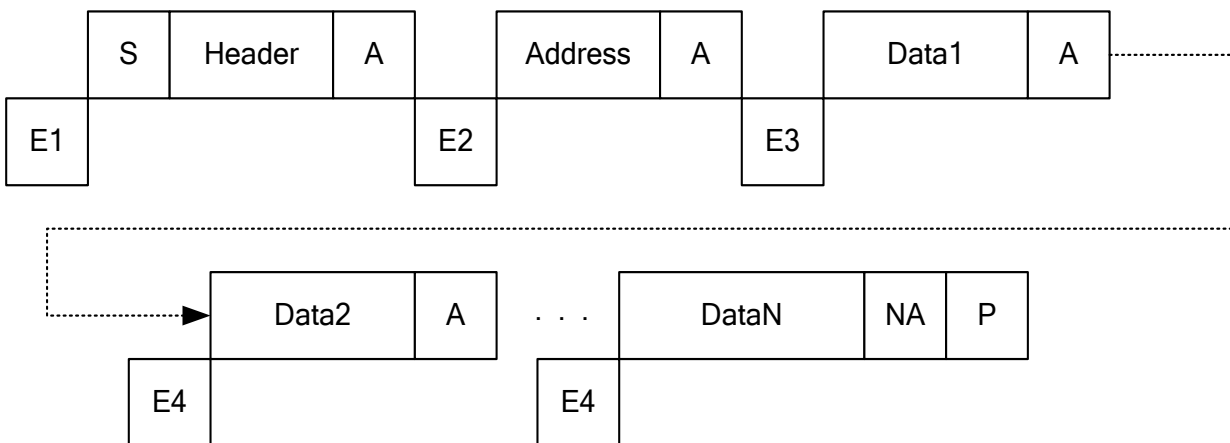 S Header A Address A Data1 A
E1 E2 E3
Data2 A . . . DataN NA P
E4 E4